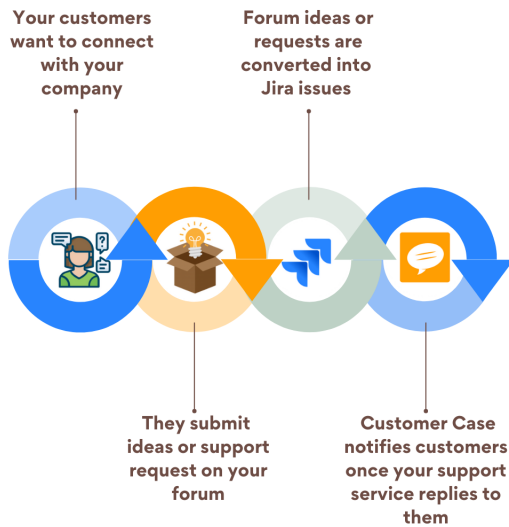 Your customers
want to connect
with your
company
Forum ideas or
requests are
converted into
Jira issues
?
They submit
ideas or support
request on your
forum
Customer Case
notifies customers
once your support
service replies to
them